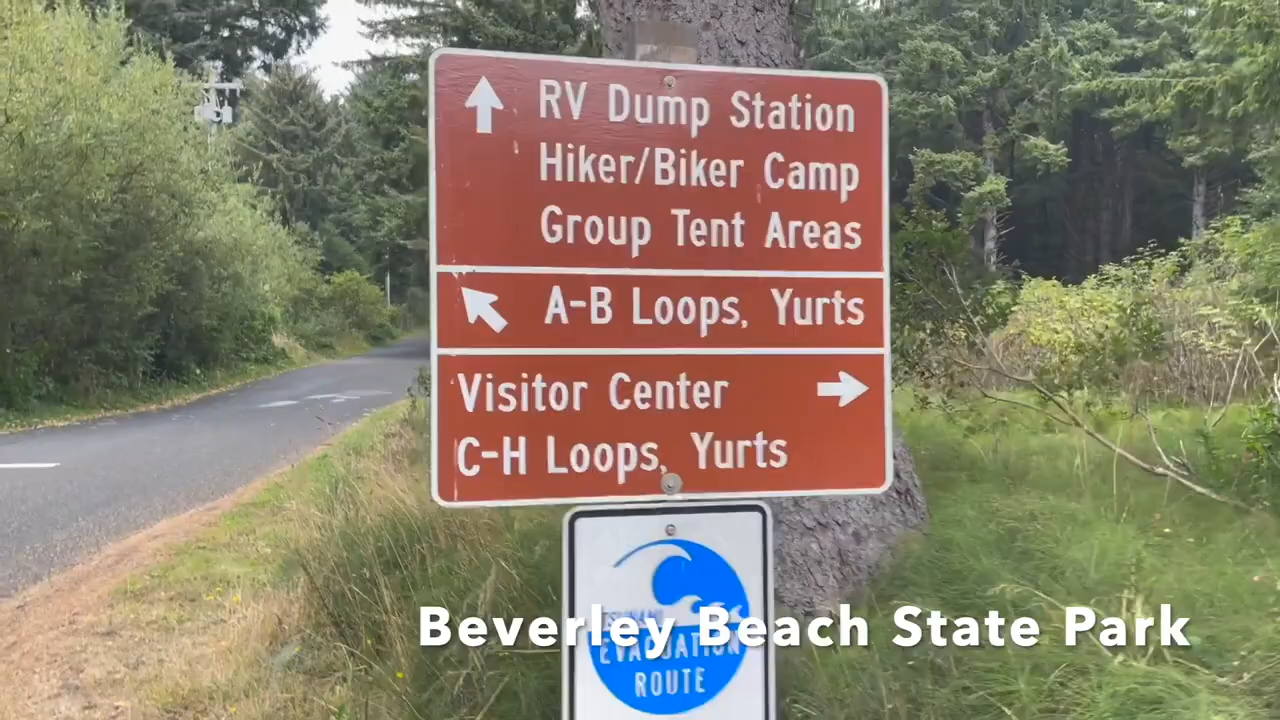 RV Dump Station
Hiker/Biker Camp
Group Tent Areas
A-B Loops, Yurts
Visitor Center
C-H Loops, Yurts
TSUNAMI
EVACUATION
ROUTE
Beverley Beach State Park